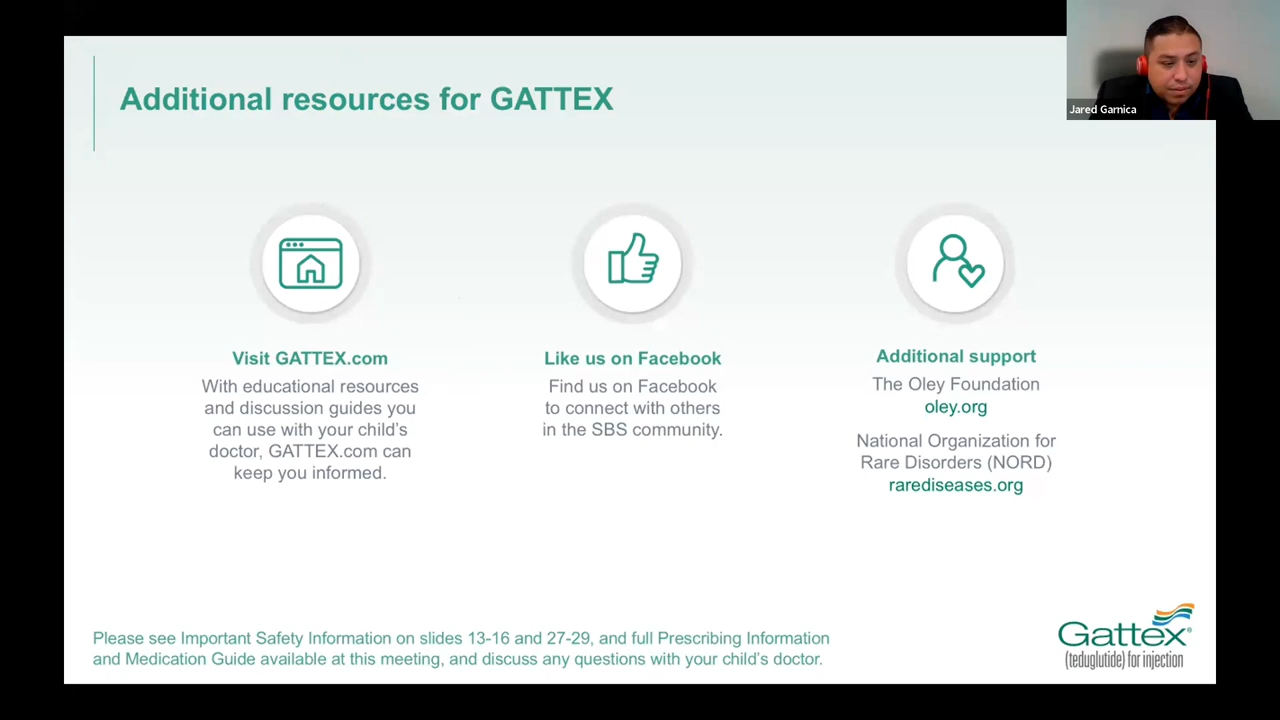 Additional resources for GATTEX
Jared Garnica
Visit GATTEX.com
With educational resources
and discussion guides you
can use with your child's
doctor, GATTEX.com can
keep you informed.
Like us on Facebook
Find us on Facebook
to connect with others
in the SBS community.
Additional support
The Oley Foundation
oley.org
National Organization for
Rare Disorders (NORD)
rarediseases.org
Please see Important Safety Information on slides 13-16 and 27-29, and full Prescribing Information
and Medication Guide available at this meeting, and discuss any questions with your child's doctor.
Gattex®
(teduglutide) for injection